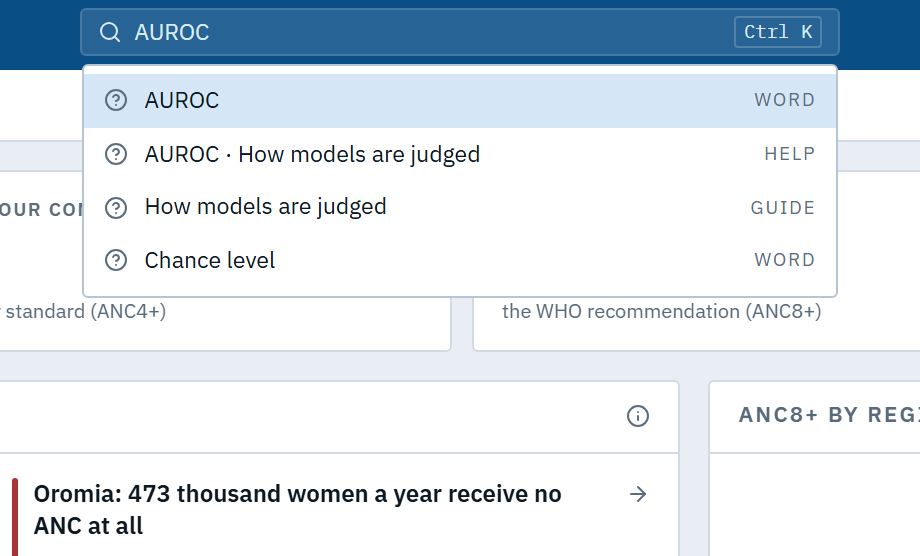 AUROC Ctrl K
AUROC WORD
AUROC · How models are judged HELP
How models are judged GUIDE
Chance level WORD
OUR
standard (ANC4+)
the WHO recommendation (ANC8+)
ANC8+ BY
Oromia: 473 thousand women a year receive no
ANC at all